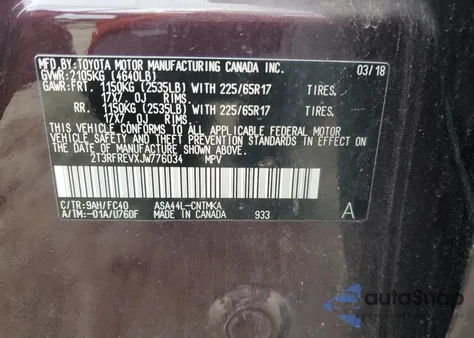 MFD.BY:TOYOTA MOTOR MANUFACTURING CANADA INC. 03/18
GVWR:2105KG (4640LB)
GAWR:FRT. 1150KG (2535LB) WITH 225/65R17 TIRES.
17X7.0J RIMS.
RR. 1150KG (2535LB) WITH 225/65R17 TIRES.
17X7.0J RIMS.
THIS VEHICLE CONFORMS TO ALL APPLICABLE FEDERAL MOTOR
VEHICLE SAFETY AND THEFT PREVENTION STANDARDS IN EFFECT
ON THE DATE OF MANUFACTURE SHOWN ABOVE.
2T3RFREVXJW776034 MPV
C/TR:9AH/FC40 ASA44L-CNTMKA
A/TM:-01A/U760F MADE IN CANADA 933 A
autoSnap